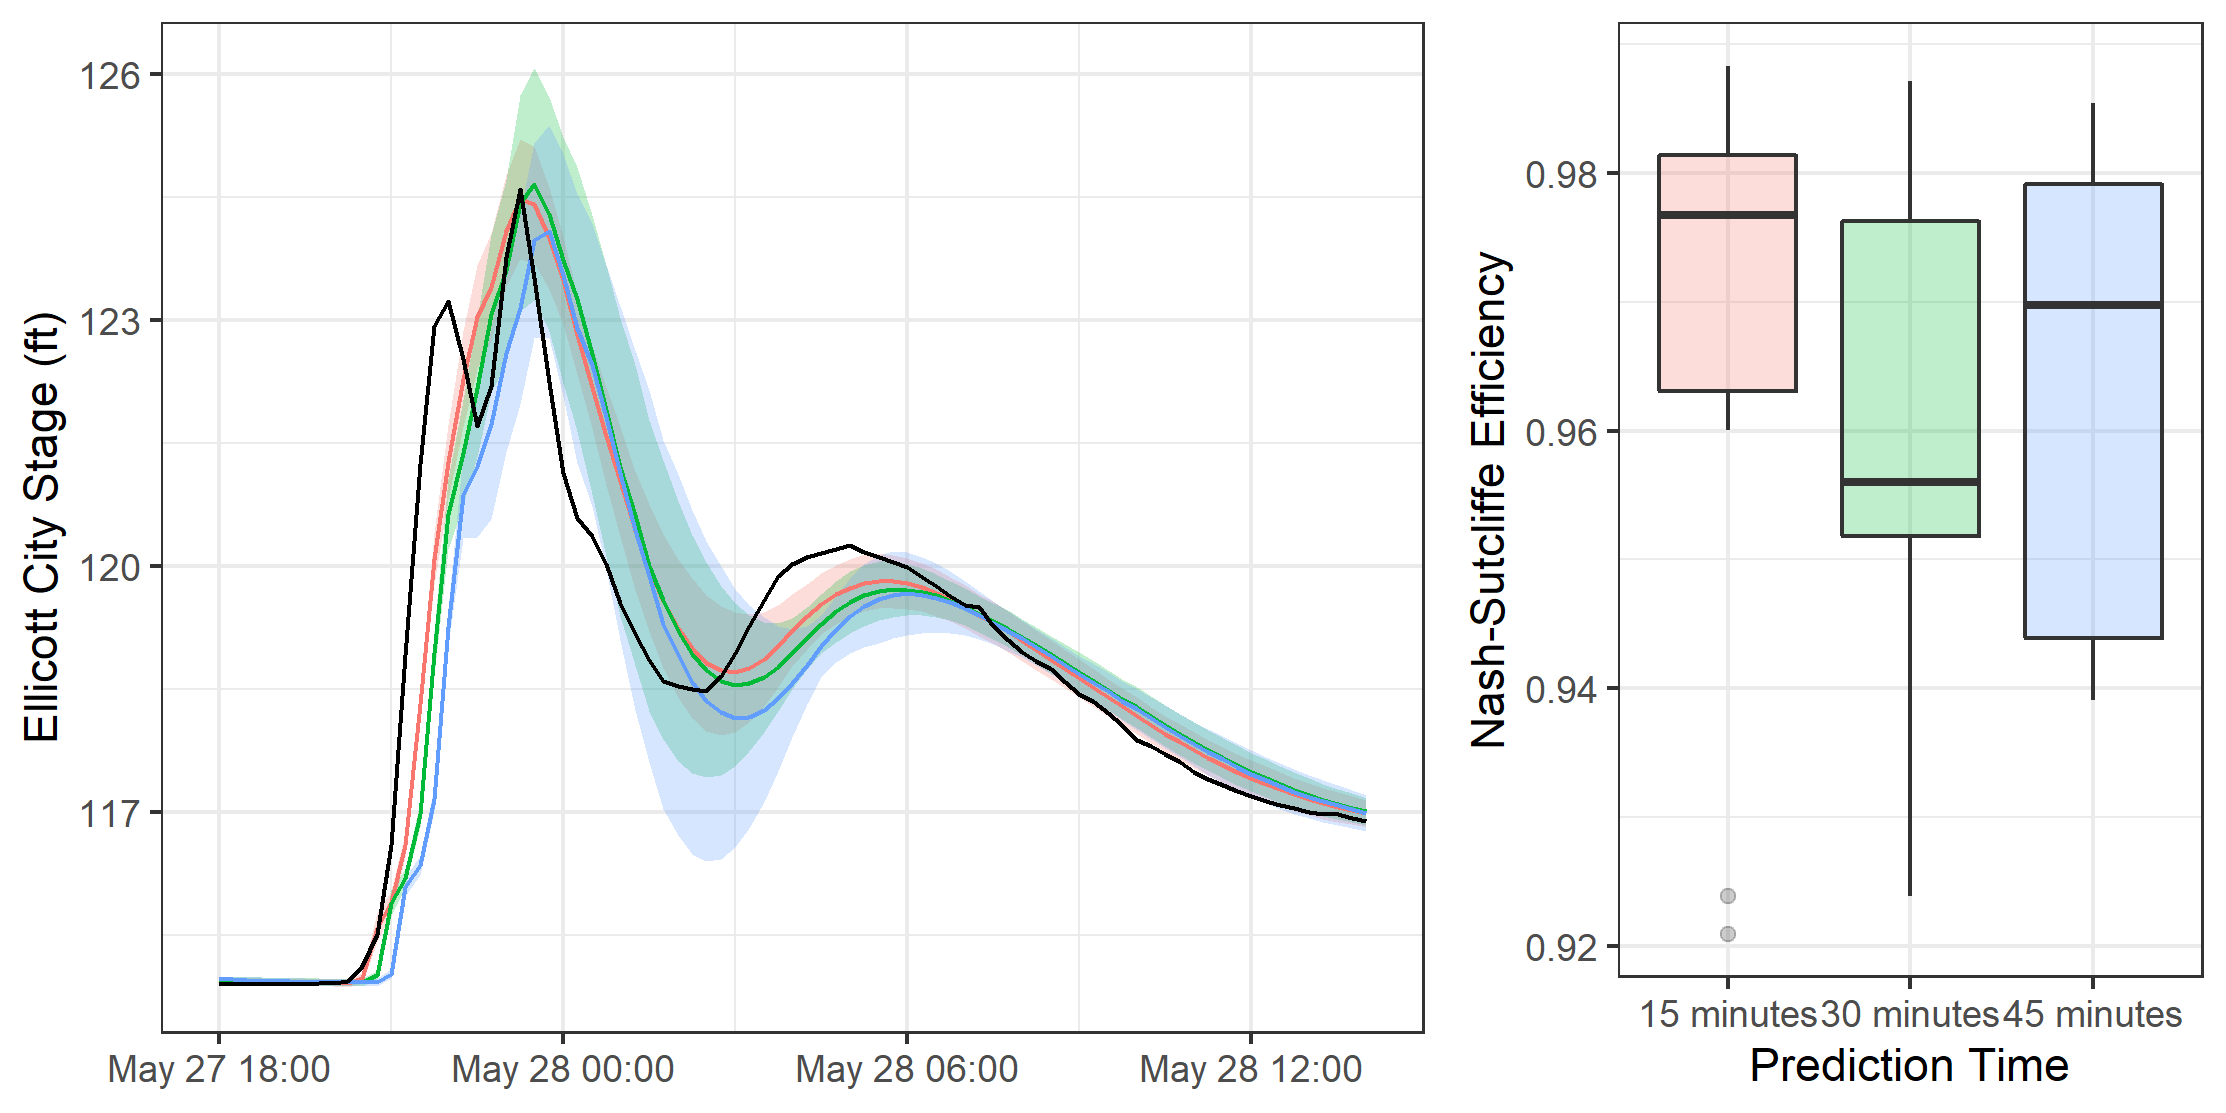 Ellicott City Stage (ft)
126
123
120
117
May 27 18:00
May 28 00:00
May 28 06:00
May 28 12:00
Nash-Sutcliffe Efficiency
0.98
0.96
0.94
0.92
15 minutes
30 minutes
45 minutes
Prediction Time